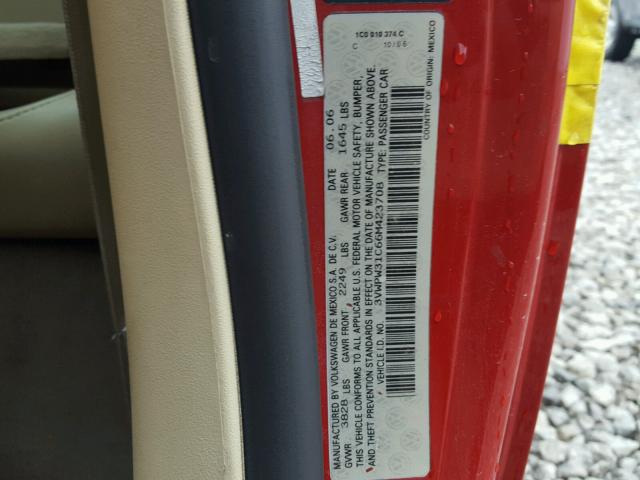 1C0 010 374 C
C 10/05
MANUFACTURED BY VOLKSWAGEN DE MEXICO S.A. DE C.V. DATE 06.06
GVWR 3828 LBS GAWR FRONT 2249 LBS GAWR REAR 1645 LBS
THIS VEHICLE CONFORMS TO ALL APPLICABLE U.S. FEDERAL MOTOR VEHICLE SAFETY, BUMPER,
AND THEFT PREVENTION STANDARDS IN EFFECT ON THE DATE OF MANUFACTURE SHOWN ABOVE.
VEHICLE I.D. NO. 3VWPW31C66M423708 TYPE: PASSENGER CAR
COUNTRY OF ORIGIN: MEXICO